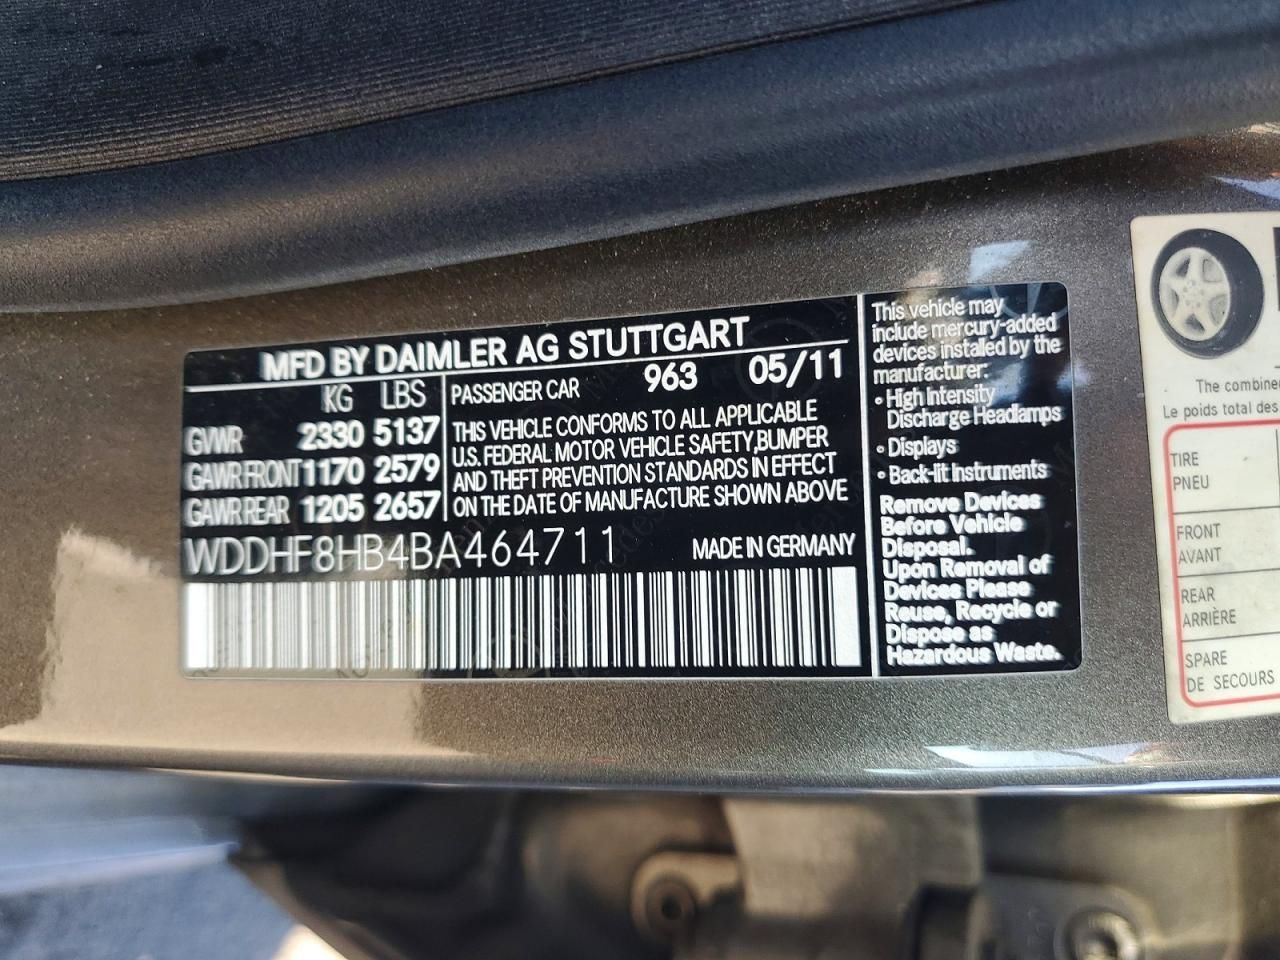 MFD BY DAIMLER AG STUTTGART
KG LBS
GVWR 2330 5137
GAWR FRONT 1170 2579
GAWR REAR 1205 2657
PASSENGER CAR 963 05/11
THIS VEHICLE CONFORMS TO ALL APPLICABLE
U.S. FEDERAL MOTOR VEHICLE SAFETY,BUMPER
AND THEFT PREVENTION STANDARDS IN EFFECT
ON THE DATE OF MANUFACTURE SHOWN ABOVE
WDDHF8HB4BA464711 MADE IN GERMANY
This vehicle may
include mercury-added
devices installed by the
manufacturer:
• High Intensity
Discharge Headlamps
• Displays
• Back-lit Instruments
Remove Devices
Before Vehicle
Disposal.
Upon Removal of
Devices Please
Reuse, Recycle or
Dispose as
Hazardous Waste.
The combine
Le poids total des
TIRE
PNEU
FRONT
AVANT
REAR
ARRIÈRE
SPARE
DE SECOURS